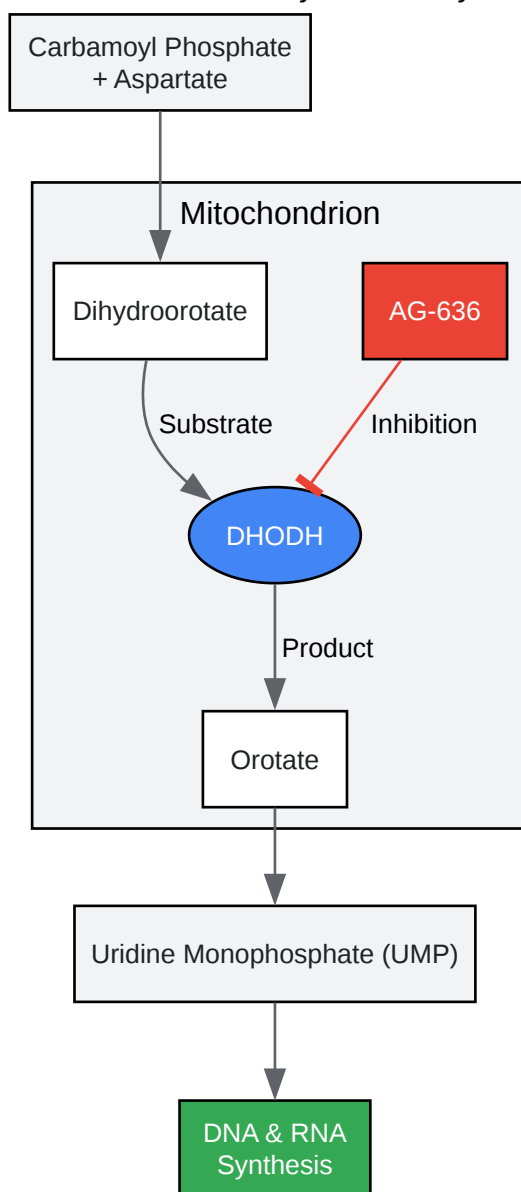 Carbamoyl Phosphate
+ Aspartate
Mitochondrion
Dihydroorotate
AG-636
Substrate
Inhibition
DHODH
Product
Orotate
Uridine Monophosphate (UMP)
DNA & RNA
Synthesis